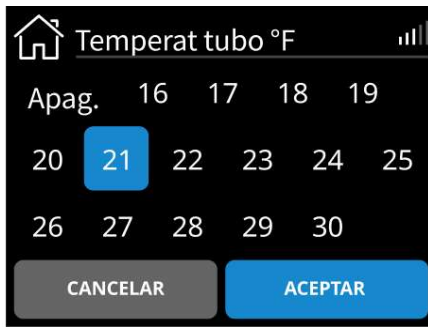 Temperat tubo °F
Apag. 16 17 18 19
20 21 22 23 24 25
26 27 28 29 30
CANCELAR ACEPTAR